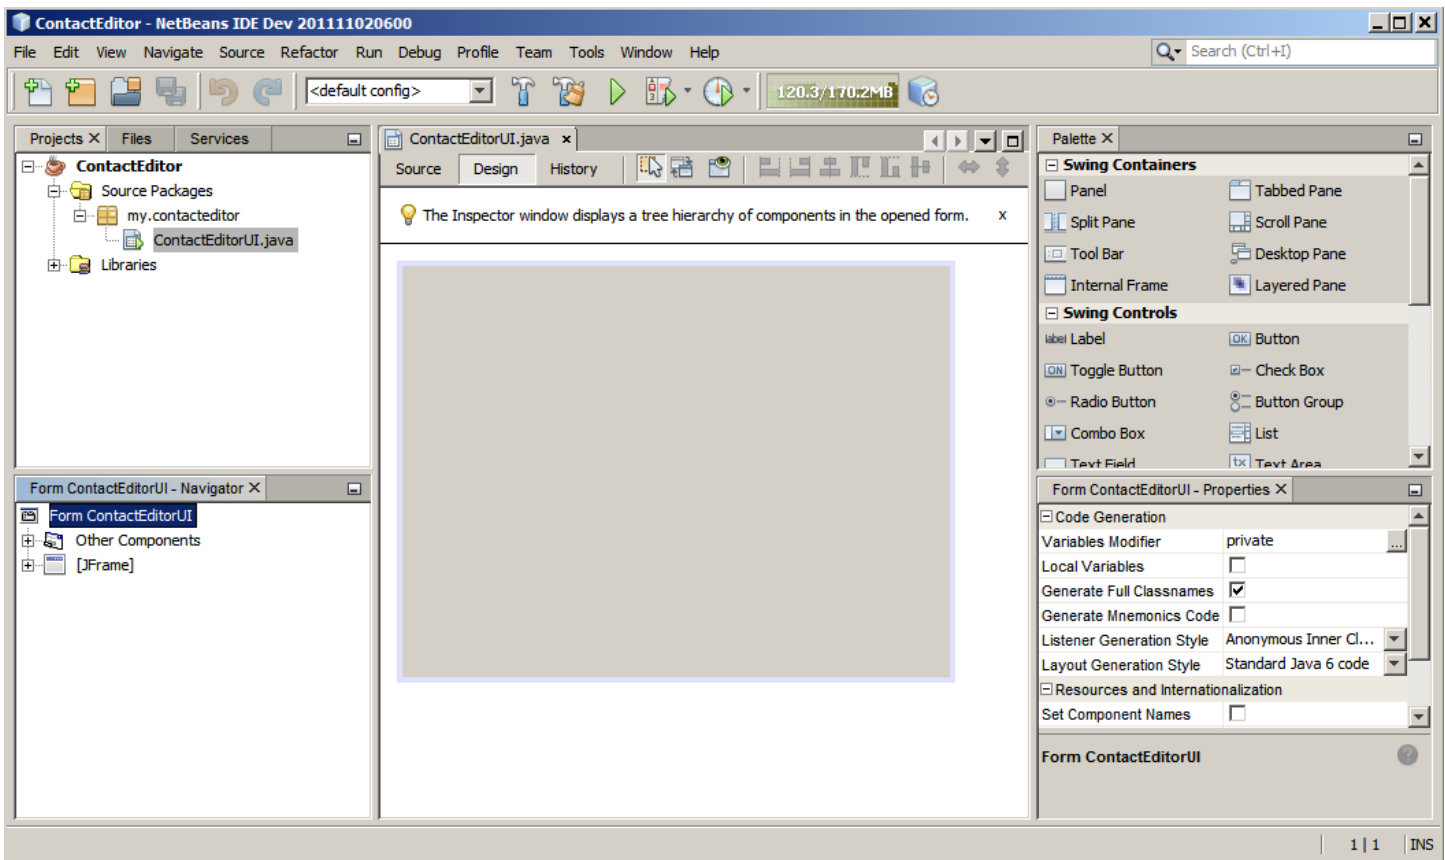 ContactEditor - NetBeans IDE Dev 201111020600
File Edit View Navigate Source Refactor Run Debug Profile Team Tools Window Help
Search (Ctrl+I)
<default config>
120.3/170.2MB
Projects Files Services
ContactEditor
Source Packages
my.contacteditor
ContactEditorUI.java
Libraries
Form ContactEditorUI - Navigator
Form ContactEditorUI
Other Components
[JFrame]
ContactEditorUI.java x
Source Design History
The Inspector window displays a tree hierarchy of components in the opened form. x
Palette
Swing Containers
Panel Tabbed Pane
Split Pane Scroll Pane
Tool Bar Desktop Pane
Internal Frame Layered Pane
Swing Controls
label Label OK Button
ON Toggle Button Check Box
Radio Button Button Group
Combo Box List
Text Field tx Text Area
Form ContactEditorUI - Properties
Code Generation
Variables Modifier private ...
Local Variables
Generate Full Classnames
Generate Mnemonics Code
Listener Generation Style Anonymous Inner Cl...
Layout Generation Style Standard Java 6 code
Resources and Internationalization
Set Component Names
Form ContactEditorUI ?
1 | 1 INS